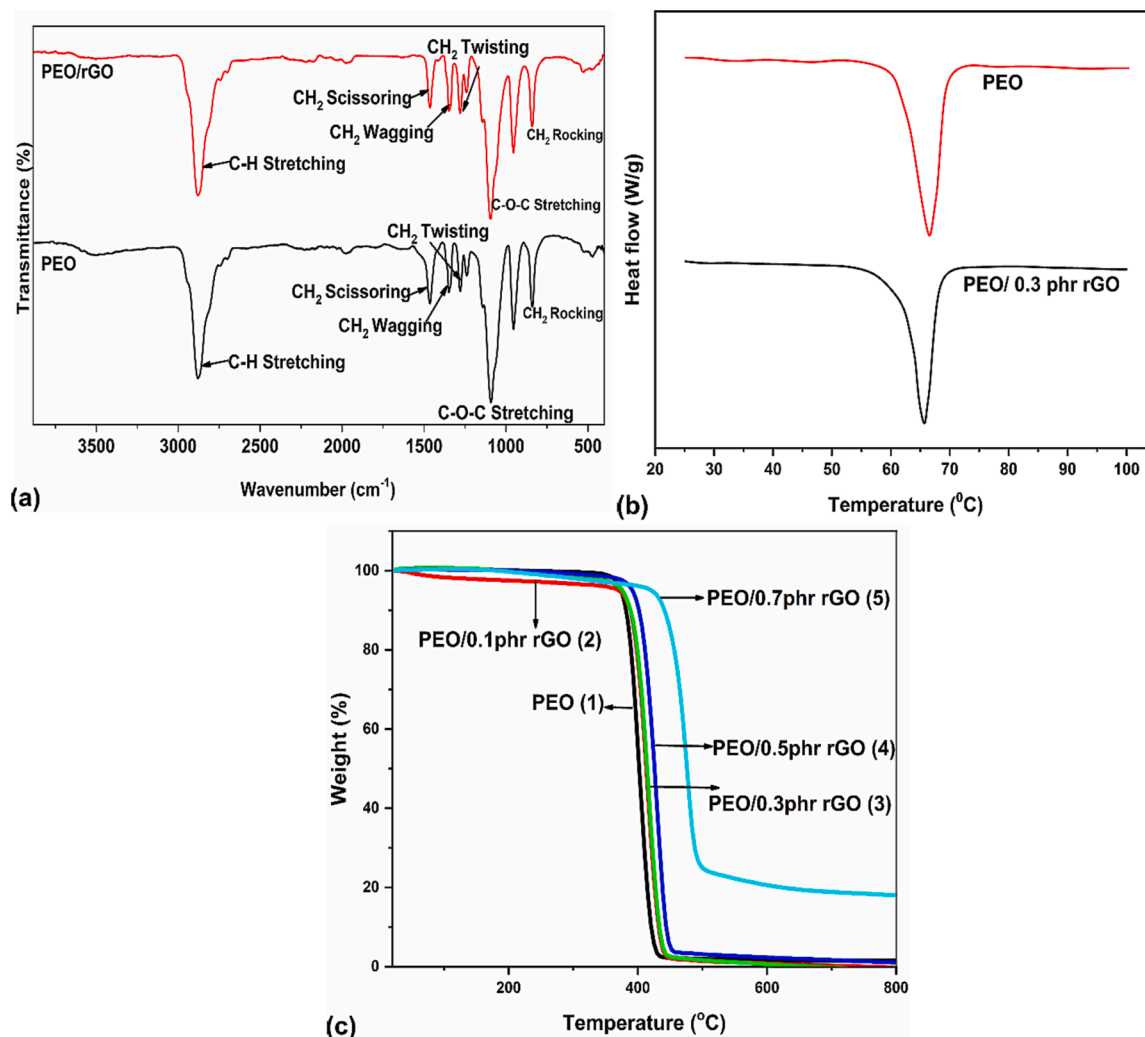 PEO/rGO
CH2 Twisting
CH2 Scissoring
CH2 Wagging
CH2 Rocking
C-H Stretching
C-O-C Stretching
PEO
CH2 Twisting
CH2 Scissoring
CH2 Wagging
CH2 Rocking
C-H Stretching
C-O-C Stretching
Transmittance (%)
3500 3000 2500 2000 1500 1000 500
Wavenumber (cm-1)
(a)
PEO
PEO/ 0.3 phr rGO
Heat flow (W/g)
20 30 40 50 60 70 80 90 100
Temperature (0C)
(b)
100
80
60
40
20
0
Weight (%)
PEO/0.7phr rGO (5)
PEO/0.1phr rGO (2)
PEO (1)
PEO/0.5phr rGO (4)
PEO/0.3phr rGO (3)
200 400 600 800
Temperature (oC)
(c)